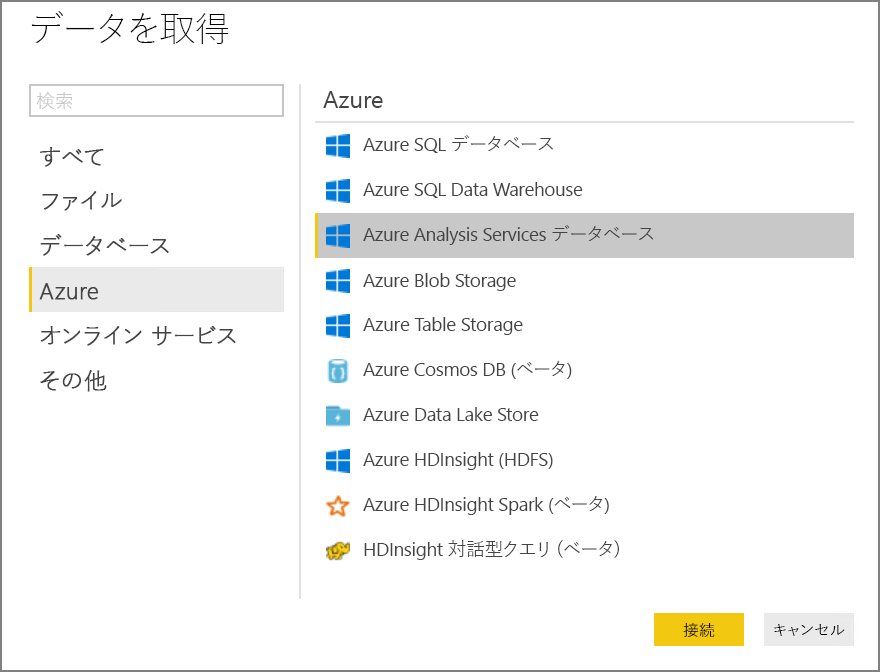 データを取得
検索
すべて
ファイル
データベース
Azure
オンライン サービス
その他
Azure
Azure SQL データベース
Azure SQL Data Warehouse
Azure Analysis Services データベース
Azure Blob Storage
Azure Table Storage
Azure Cosmos DB (ベータ)
Azure Data Lake Store
Azure HDInsight (HDFS)
Azure HDInsight Spark (ベータ)
HDInsight 対話型クエリ (ベータ)
接続
キャンセル